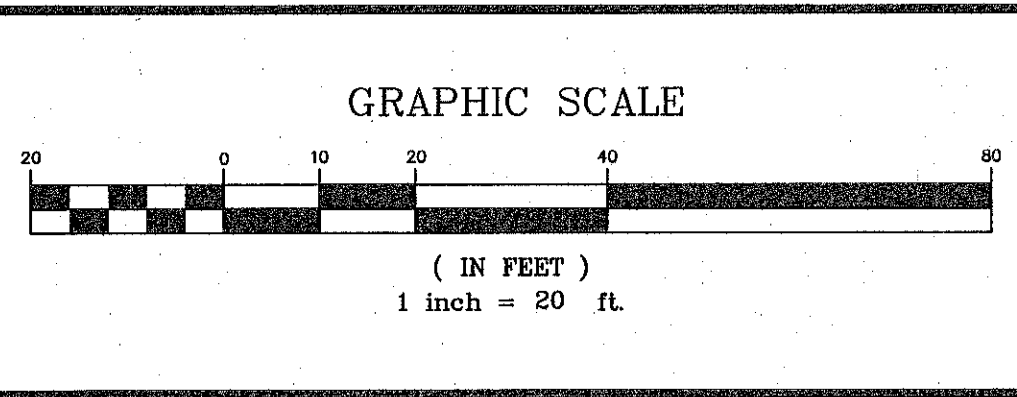 GRAPHIC SCALE
20 0 10 20 40 80
( IN FEET )
1 inch = 20 ft.